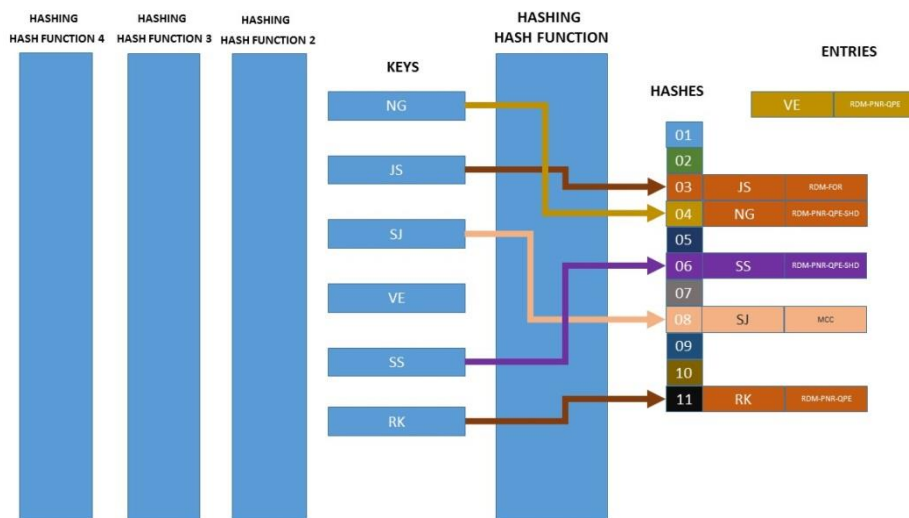 HASHING
HASH FUNCTION 4
HASHING
HASH FUNCTION 3
HASHING
HASH FUNCTION 2
HASHING
HASH FUNCTION
KEYS
NG
JS
SJ
VE
SS
RK
HASHES
01
02
03 JS RDM-FOR
04 NG RDM-PNR-QPE-SHD
05
06 SS RDM-PNR-QPE-SHD
07
08 SJ MCC
09
10
11 RK RDM-PNR-QPE
ENTRIES
VE RDM-PNR-QPE